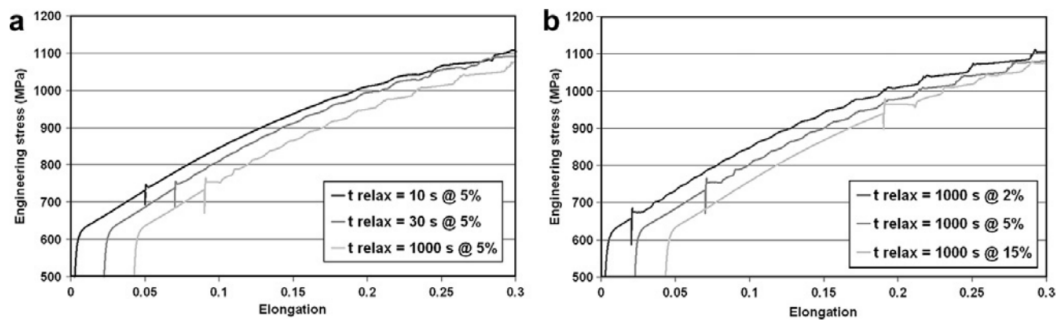 a
Engineering stress (MPa)
1200
1100
1000
900
800
700
600
500
0
0.05
0.1
0.15
0.2
0.25
0.3
Elongation
t relax = 10 s @ 5%
t relax = 30 s @ 5%
t relax = 1000 s @ 5%
b
Engineering stress (MPa)
1200
1100
1000
900
800
700
600
500
0
0.05
0.1
0.15
0.2
0.25
0.3
Elongation
t relax = 1000 s @ 2%
t relax = 1000 s @ 5%
t relax = 1000 s @ 15%